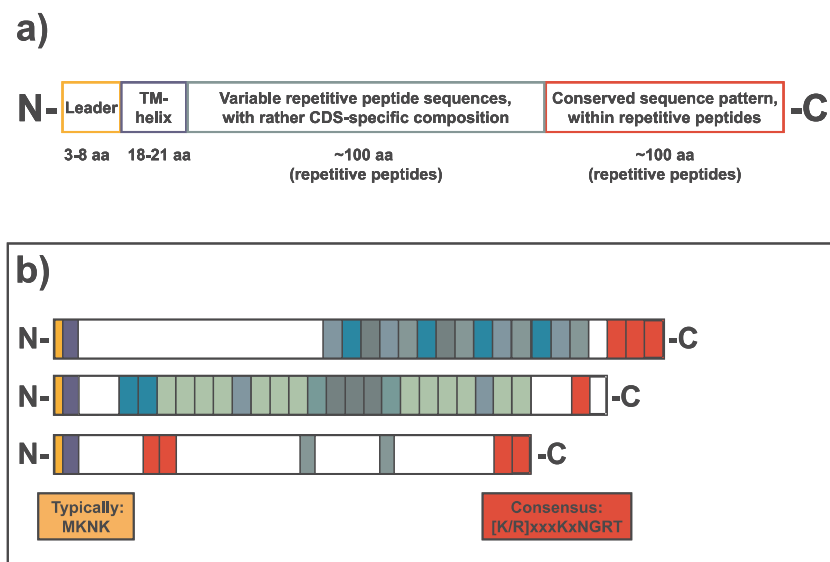 a)
N-
Leader
TM-
helix
Variable repetitive peptide sequences,
with rather CDS-specific composition
Conserved sequence pattern,
within repetitive peptides
-C
3-8 aa
18-21 aa
~100 aa
(repetitive peptides)
~100 aa
(repetitive peptides)
b)
N-
-C
N-
-C
N-
-C
Typically:
MKNK
Consensus:
[K/R]xxxKxNGRT